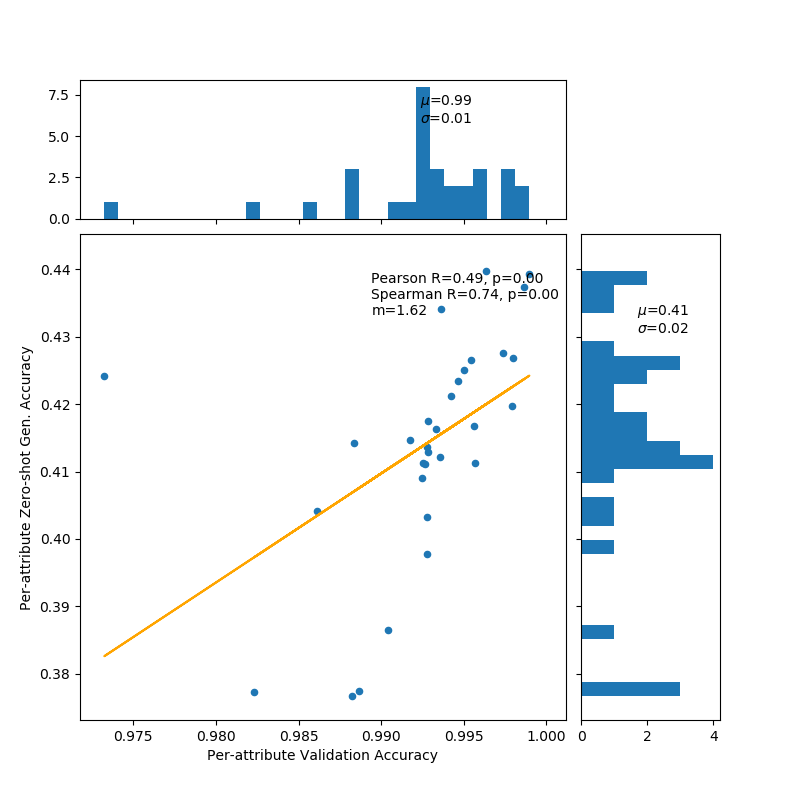 7.5
5.0
2.5
0.0
μ=0.99
σ=0.01
0.44
0.43
0.42
0.41
0.40
0.39
0.38
Per-attribute Zero-shot Gen. Accuracy
Pearson R=0.49, p=0.00
Spearman R=0.74, p=0.00
m=1.62
μ=0.41
σ=0.02
0.975 0.980 0.985 0.990 0.995 1.000
Per-attribute Validation Accuracy
0 2 4